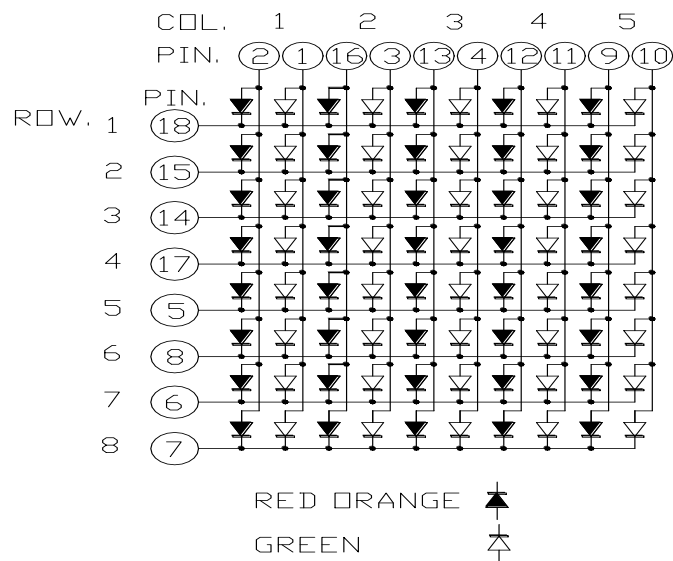 COL. 1 2 3 4 5
PIN. 2 1 16 3 13 4 12 11 9 10
PIN.
ROW. 1 18
2 15
3 14
4 17
5 5
6 8
7 6
8 7
RED ORANGE
GREEN